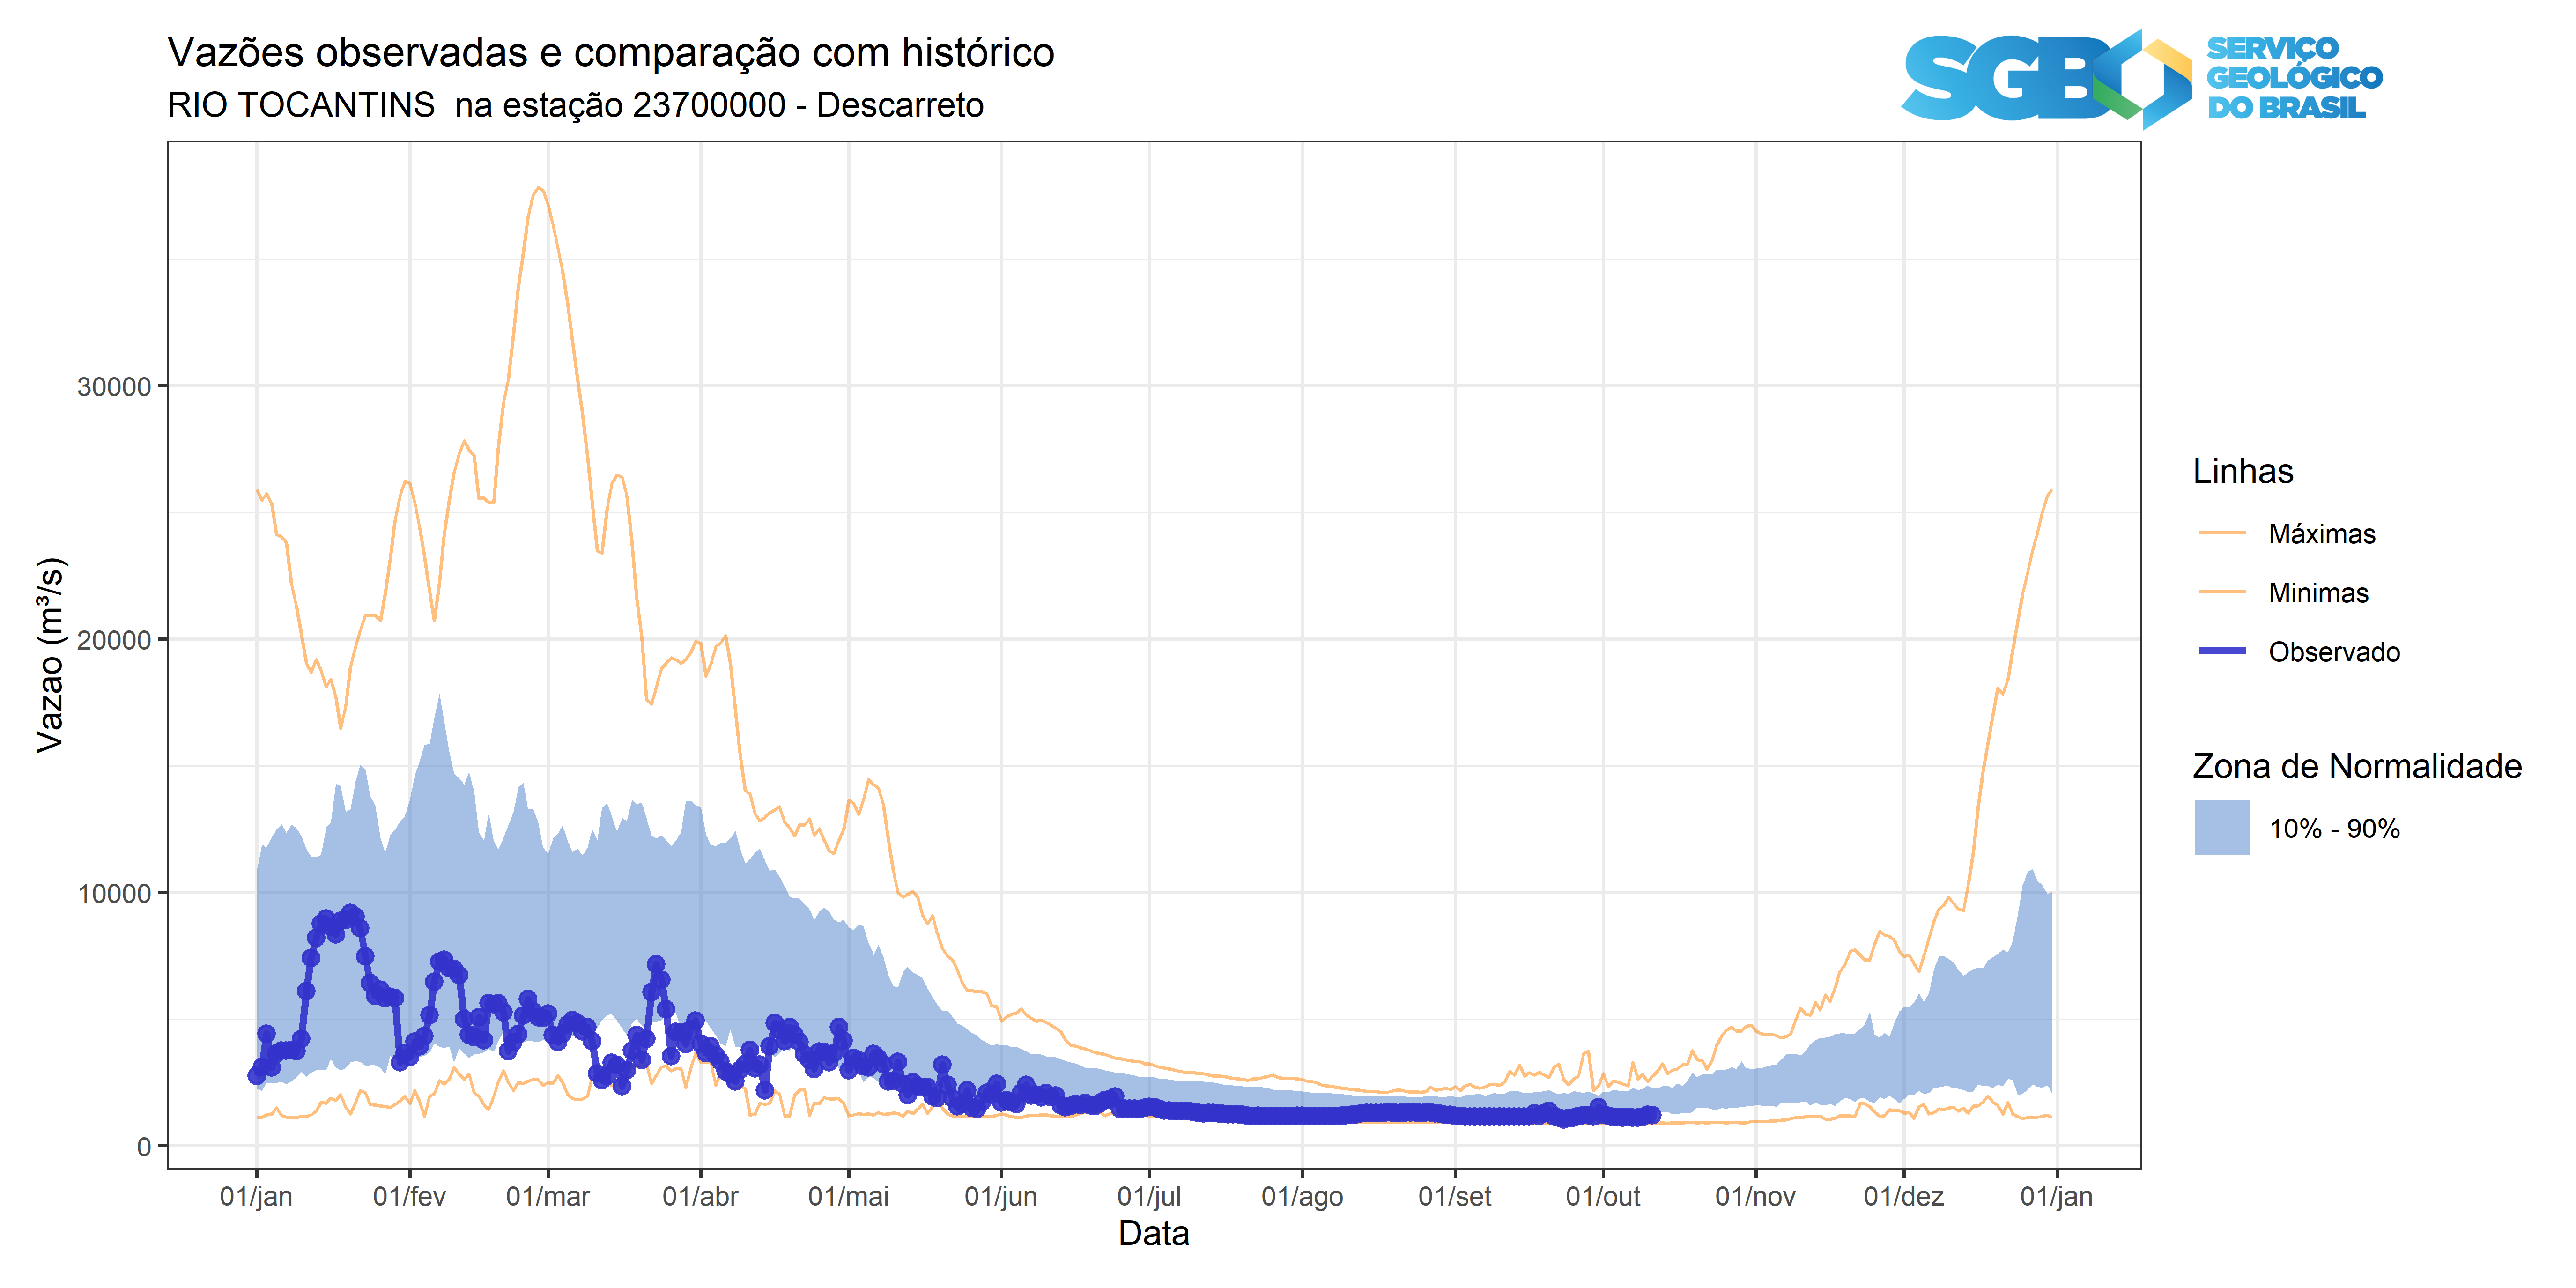 Vazões observadas e comparação com histórico
RIO TOCANTINS  na estação 23700000 - Descarreto
SGB
SERVIÇO
GEOLÓGICO
DO BRASIL
Vazao (m³/s)
30000
20000
10000
0
01/jan
01/fev
01/mar
01/abr
01/mai
01/jun
01/jul
01/ago
01/set
01/out
01/nov
01/dez
01/jan
Data
Linhas
Máximas
Minimas
Observado
Zona de Normalidade
10% - 90%